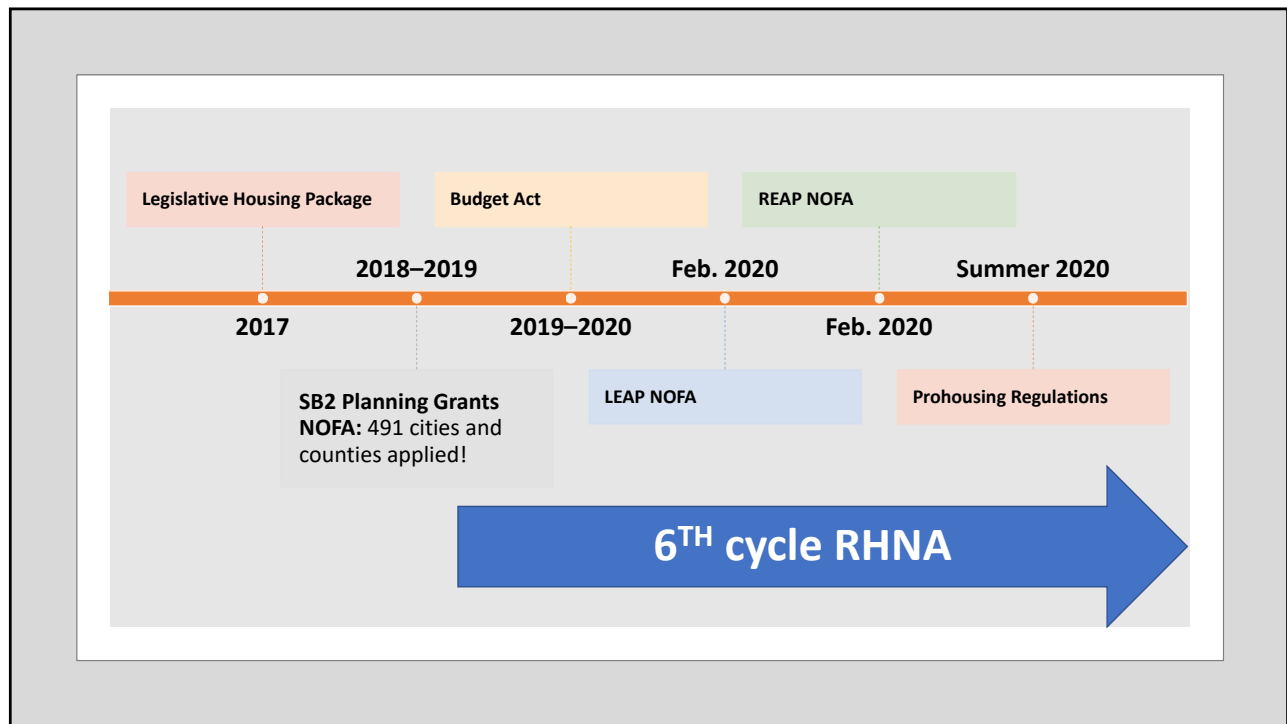 Legislative Housing Package
Budget Act
REAP NOFA
2018–2019
Feb. 2020
Summer 2020
2017
2019–2020
Feb. 2020
SB2 Planning Grants
NOFA: 491 cities and
counties applied!
LEAP NOFA
Prohousing Regulations
6TH cycle RHNA